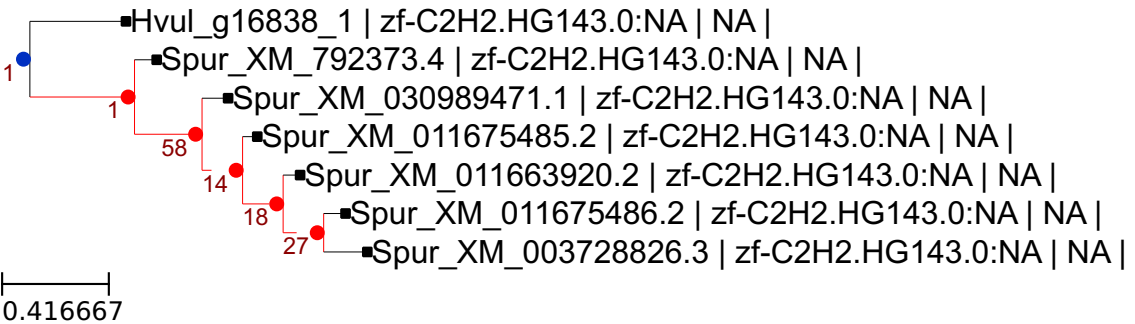 Hvul_g16838_1 | zf-C2H2.HG143.0:NA | NA |
1
Spur_XM_792373.4 | zf-C2H2.HG143.0:NA | NA |
1
Spur_XM_030989471.1 | zf-C2H2.HG143.0:NA | NA |
58
Spur_XM_011675485.2 | zf-C2H2.HG143.0:NA | NA |
14
Spur_XM_011663920.2 | zf-C2H2.HG143.0:NA | NA |
18
Spur_XM_011675486.2 | zf-C2H2.HG143.0:NA | NA |
27
Spur_XM_003728826.3 | zf-C2H2.HG143.0:NA | NA |
0.416667